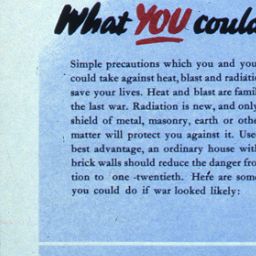 What YOU could
Simple precautions which you and you
could take against heat, blast and radiati
save your lives. Heat and blast are famil
the last war. Radiation is new, and only
shield of metal, masonry, earth or othe
matter will protect you against it. Use
best advantage, an ordinary house with
brick walls should reduce the danger fro
tion to one-twentieth. Here are som
you could do if war looked likely: